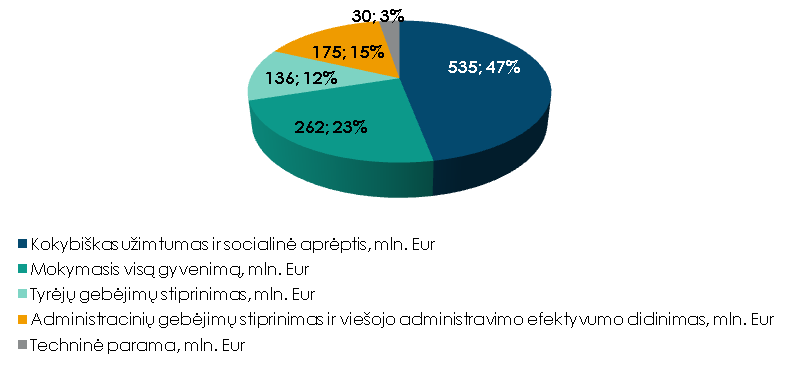 30; 3%
175; 15%
535; 47%
136; 12%
262; 23%
Kokybiškas užimtumas ir socialinė aprėptis, mln. Eur
Mokymasis visą gyvenimą, mln. Eur
Tyrėjų gebėjimų stiprinimas, mln. Eur
Administracinių gebėjimų stiprinimas ir viešojo administravimo efektyvumo didinimas, mln. Eur
Techninė parama, mln. Eur